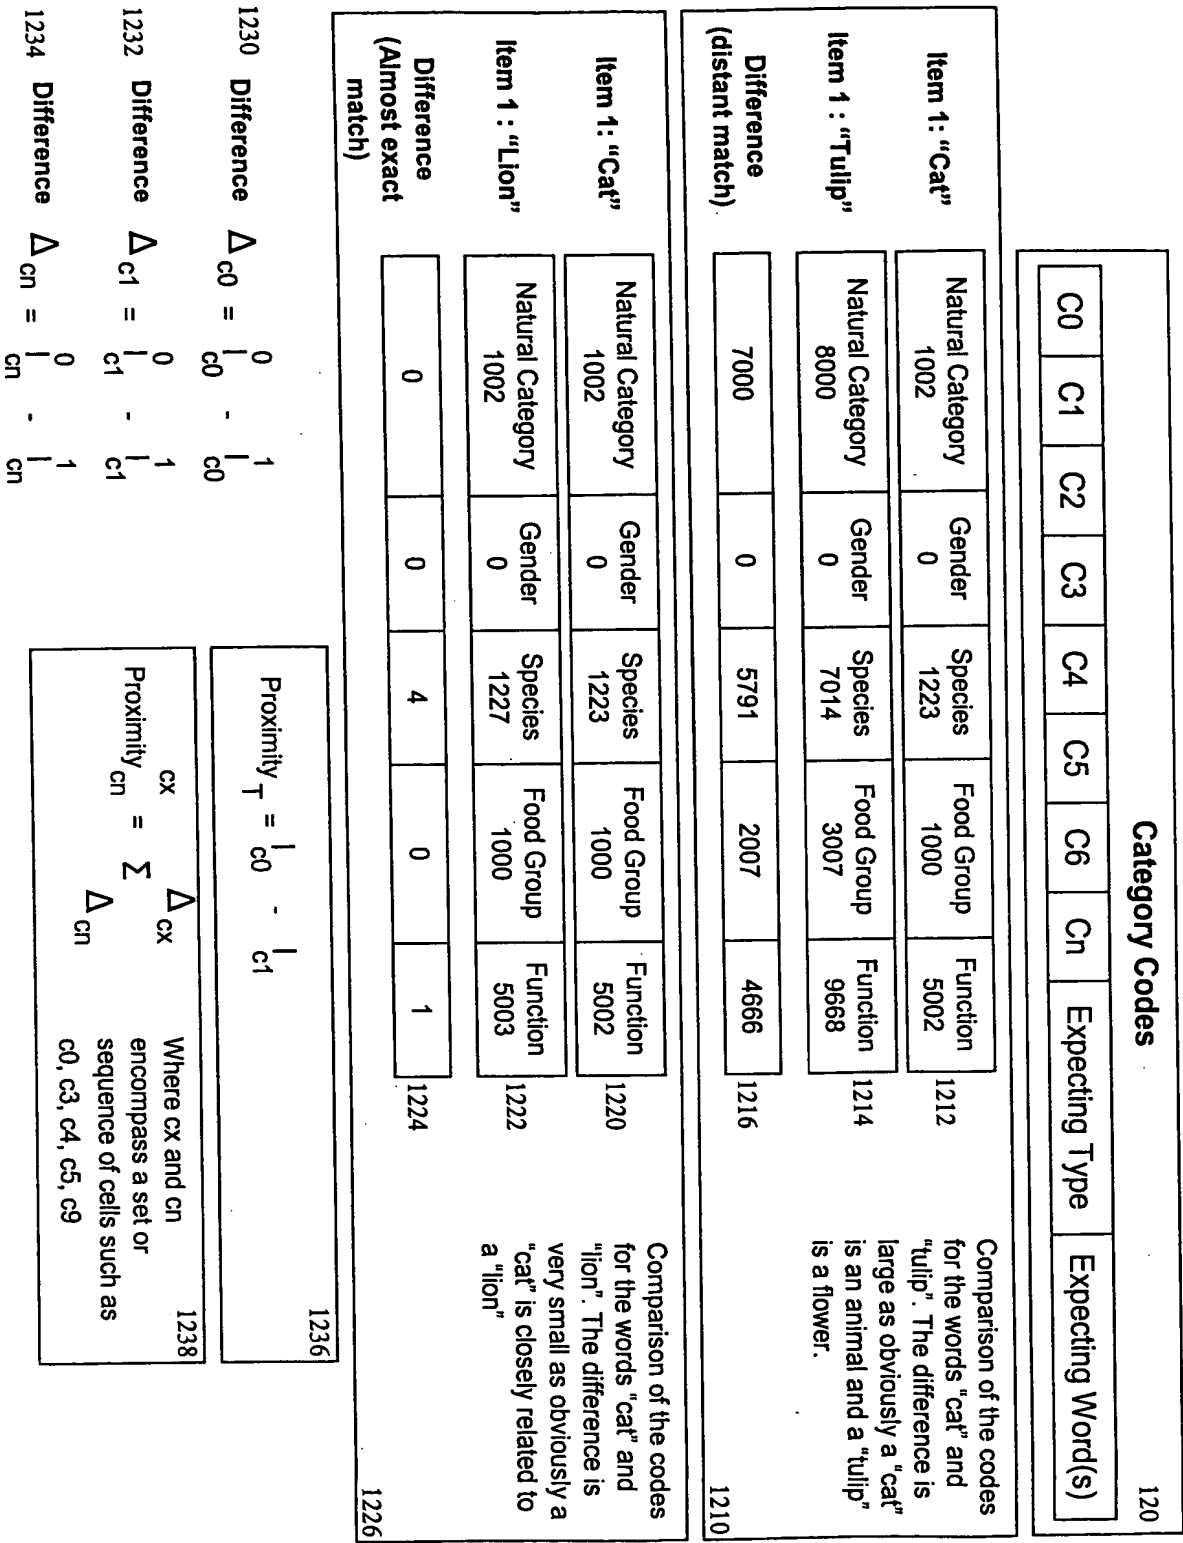 Category Codes
120
C0 C1 C2 C3 C4 C5 C6 Cn Expecting Type Expecting Word(s)
Item 1: "Cat"
Natural Category Gender Species Food Group Function
1002 0 1223 1000 5002
1212
Item 1 : "Tulip"
Natural Category Gender Species Food Group Function
8000 0 7014 3007 9668
1214
Difference
(distant match)
7000 0 5791 2007 4666
1216
Comparison of the codes
for the words "cat" and
"tulip". The difference is
large as obviously a "cat"
is an animal and a "tulip"
is a flower.
1210
Item 1: "Cat"
Natural Category Gender Species Food Group Function
1002 0 1223 1000 5002
1220
Item 1 : "Lion"
Natural Category Gender Species Food Group Function
1002 0 1227 1000 5003
1222
Difference
(Almost exact
match)
0 0 4 0 1
1224
Comparison of the codes
for the words "cat" and
"lion". The difference is
very small as obviously a
"cat" is closely related to
a "lion"
1226
1230 Difference Δ c0 = I 0 c0 - I 1 c0
1232 Difference Δ c1 = I 0 c1 - I 1 c1
1234 Difference Δ cn = I 0 cn - I 1 cn
Proximity T = I c0 - I c1
1236
Proximity cx cn = Σ Δ cx Δ cn
Where cx and cn
encompass a set or
sequence of cells such as
c0, c3, c4, c5, c9
1238